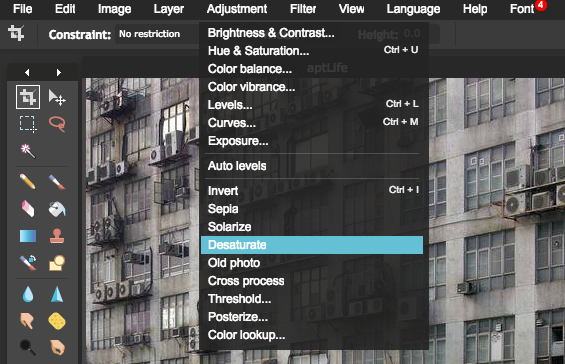 File Edit Image Layer Adjustment Filter View Language Help Font 4
Constraint: No restriction Height: 0.0
aptLife
Brightness & Contrast...
Hue & Saturation... Ctrl + U
Color balance...
Color vibrance...
Levels... Ctrl + L
Curves... Ctrl + M
Exposure...
Auto levels
Invert Ctrl + I
Sepia
Solarize
Desaturate
Old photo
Cross process
Threshold...
Posterize...
Color lookup...